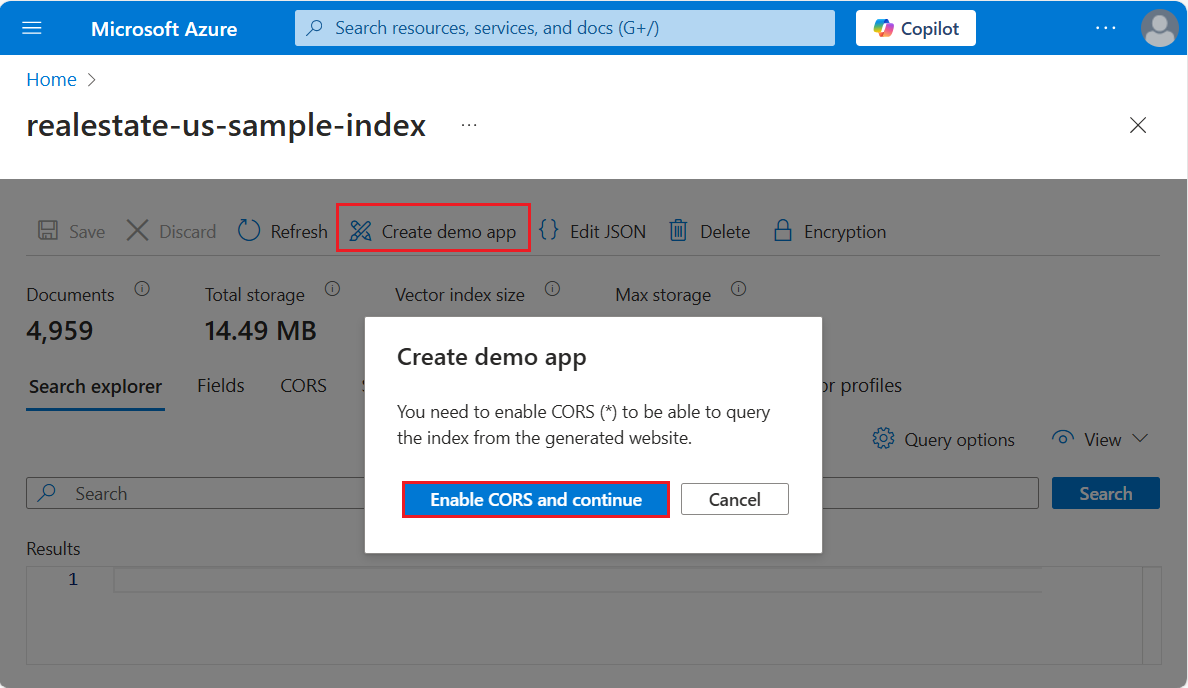 Microsoft Azure Search resources, services, and docs (G+/) Copilot ...
Home >
realestate-us-sample-index ...
Save Discard Refresh Create demo app {} Edit JSON Delete Encryption
Documents Total storage Vector index size Max storage
4,959 14.49 MB
Create demo app
Search explorer Fields CORS or profiles
You need to enable CORS (*) to be able to query
the index from the generated website.
Query options View
Enable CORS and continue Cancel
Search Search
Results
1